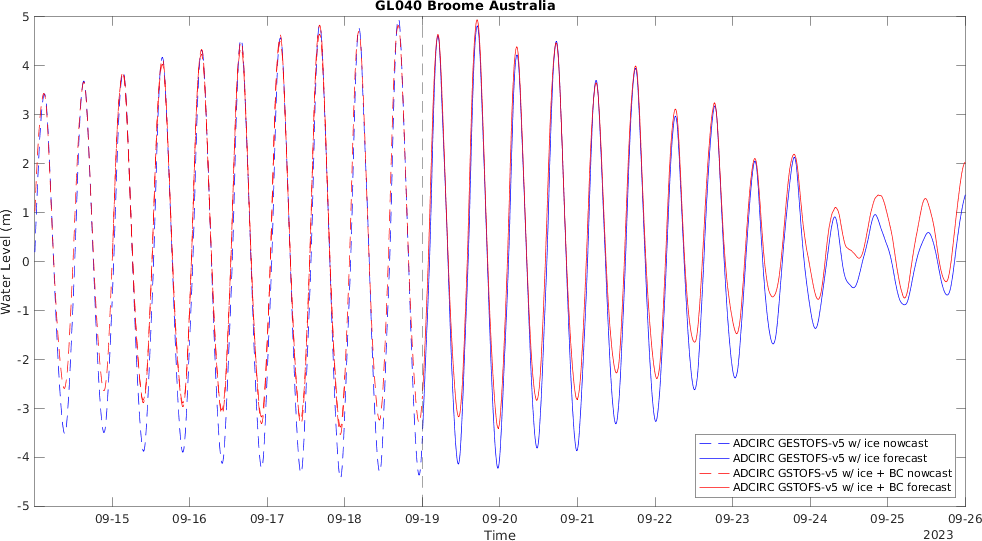 GL040 Broome Australia
5
4
3
2
1
0
-1
-2
-3
-4
-5
Water Level (m)
ADCIRC GESTOFS-v5 w/ ice nowcast
ADCIRC GESTOFS-v5 w/ ice forecast
ADCIRC GSTOFS-v5 w/ ice + BC nowcast
ADCIRC GSTOFS-v5 w/ ice + BC forecast
09-15 09-16 09-17 09-18 09-19 09-20 09-21 09-22 09-23 09-24 09-25 09-26
Time
2023